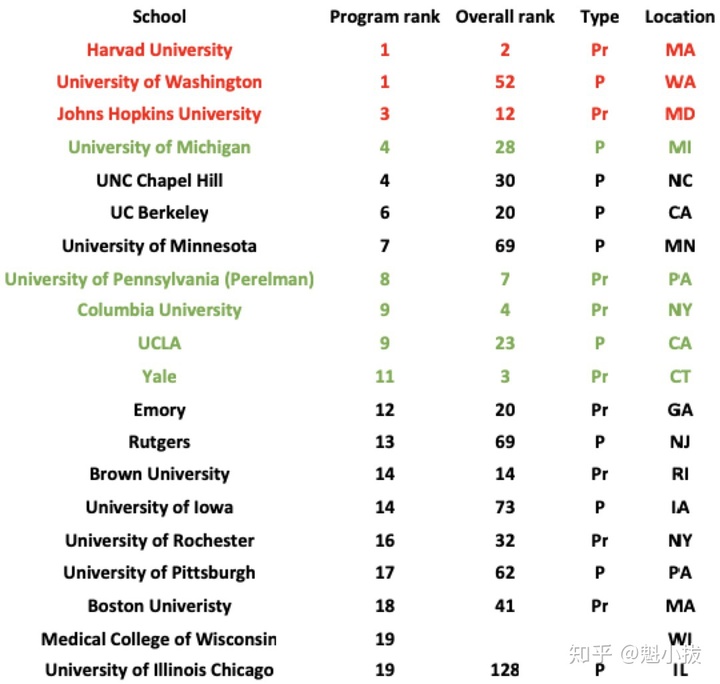 School Program rank Overall rank Type Location
Harvad University 1 2 Pr MA
University of Washington 1 52 P WA
Johns Hopkins University 3 12 Pr MD
University of Michigan 4 28 P MI
UNC Chapel Hill 4 30 P NC
UC Berkeley 6 20 P CA
University of Minnesota 7 69 P MN
University of Pennsylvania (Perelman) 8 7 Pr PA
Columbia University 9 4 Pr NY
UCLA 9 23 P CA
Yale 11 3 Pr CT
Emory 12 20 Pr GA
Rutgers 13 69 P NJ
Brown University 14 14 Pr RI
University of Iowa 14 73 P IA
University of Rochester 16 32 Pr NY
University of Pittsburgh 17 62 P PA
Boston Univeristy 18 41 Pr MA
Medical College of Wisconsin 19 WI
University of Illinois Chicago 19 128 P IL
知乎 @魁小拔